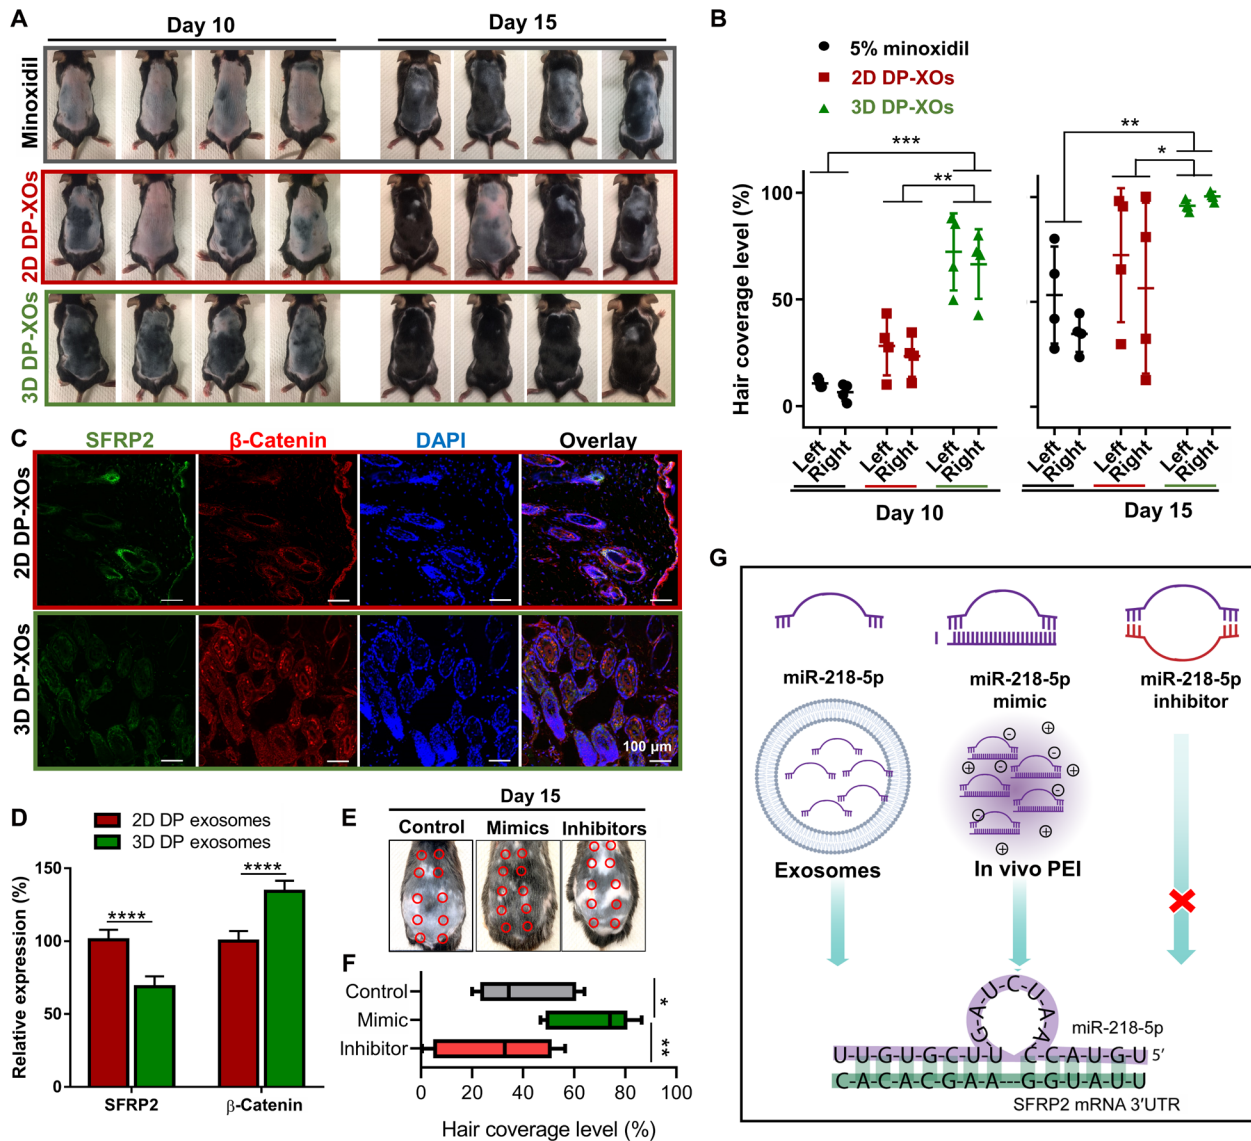 A
Day 10
Day 15
Minoxidil
2D DP-XOs
3D DP-XOs
B
5% minoxidil
2D DP-XOs
3D DP-XOs
Hair coverage level (%)
100
50
0
***
**
**
*
Left
Right
Left
Right
Left
Right
Left
Right
Left
Right
Left
Right
Day 10
Day 15
C
SFRP2
β-Catenin
DAPI
Overlay
2D DP-XOs
3D DP-XOs
100 µm
D
2D DP exosomes
3D DP exosomes
Relative expression (%)
150
100
50
0
****
****
SFRP2
β-Catenin
E
Day 15
Control
Mimics
Inhibitors
F
Control
Mimic
Inhibitor
*
**
0
20
40
60
80
100
Hair coverage level (%)
G
miR-218-5p
miR-218-5p
mimic
miR-218-5p
inhibitor
Exosomes
In vivo PEI
G-A-U-C-U-A-A
miR-218-5p
U-U-G-U-G-C-U-U C-C-A-U-G-U 5′
C-A-C-A-C-G-A-A---G-G-U-A-U-U
SFRP2 mRNA 3′UTR